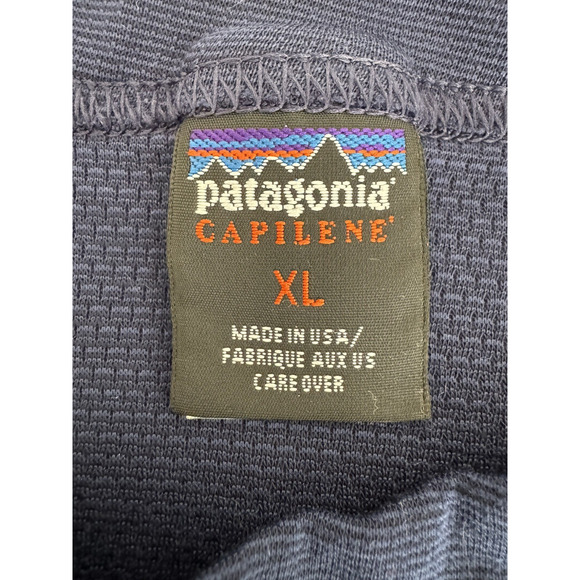 patagonia®
CAPILENE®
XL
MADE IN USA/
FABRIQUE AUX US
CARE OVER